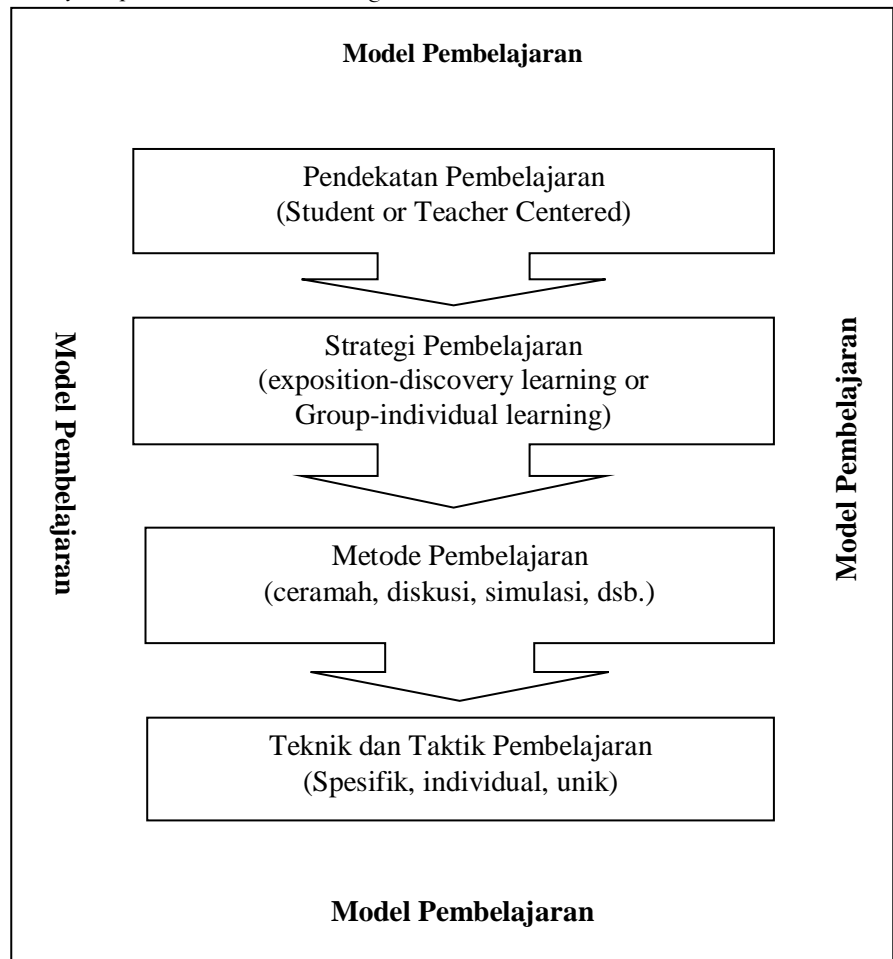 Model Pembelajaran
Pendekatan Pembelajaran
(Student or Teacher Centered)
Strategi Pembelajaran
(exposition-discovery learning or
Group-individual learning)
Model Pembelajaran
Model Pembelajaran
Metode Pembelajaran
(ceramah, diskusi, simulasi, dsb.)
Teknik dan Taktik Pembelajaran
(Spesifik, individual, unik)
Model Pembelajaran